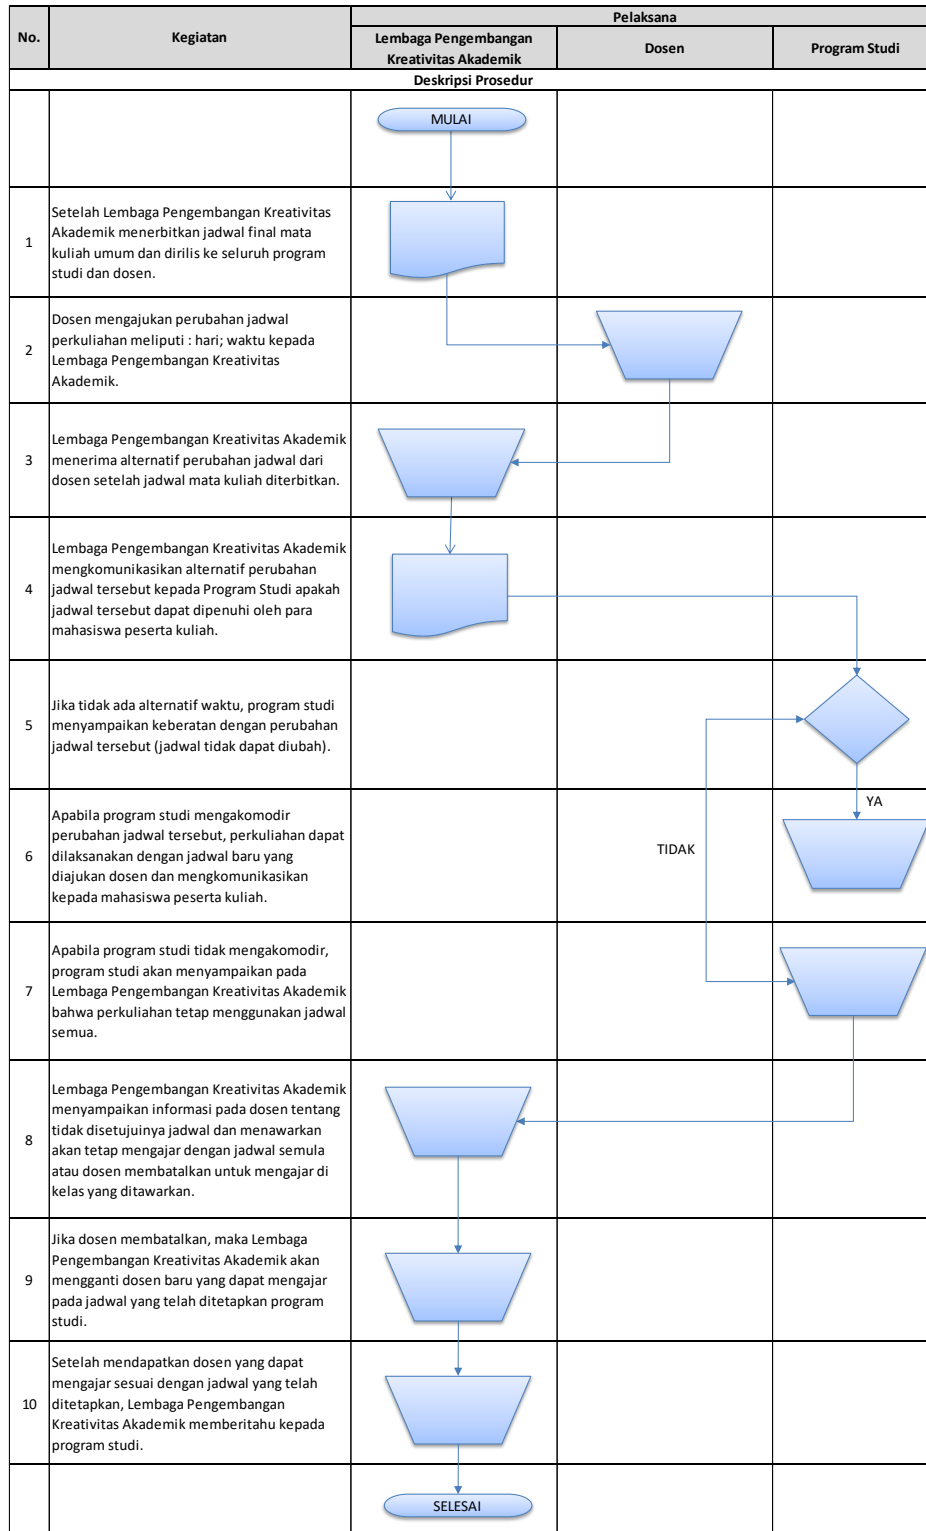 No.
Kegiatan
Pelaksana
Lembaga Pengembangan
Kreativitas Akademik
Dosen
Program Studi
Deskripsi Prosedur
MULAI
1
Setelah Lembaga Pengembangan Kreativitas
Akademik menerbitkan jadwal final mata
kuliah umum dan dirilis ke seluruh program
studi dan dosen.
2
Dosen mengajukan perubahan jadwal
perkuliahan meliputi : hari; waktu kepada
Lembaga Pengembangan Kreativitas
Akademik.
3
Lembaga Pengembangan Kreativitas Akademik
menerima alternatif perubahan jadwal dari
dosen setelah jadwal mata kuliah diterbitkan.
4
Lembaga Pengembangan Kreativitas Akademik
mengkomunikasikan alternatif perubahan
jadwal tersebut kepada Program Studi apakah
jadwal tersebut dapat dipenuhi oleh para
mahasiswa peserta kuliah.
5
Jika tidak ada alternatif waktu, program studi
menyampaikan keberatan dengan perubahan
jadwal tersebut (jadwal tidak dapat diubah).
YA
6
Apabila program studi mengakomodir
perubahan jadwal tersebut, perkuliahan dapat
dilaksanakan dengan jadwal baru yang
diajukan dosen dan mengkomunikasikan
kepada mahasiswa peserta kuliah.
TIDAK
7
Apabila program studi tidak mengakomodir,
program studi akan menyampaikan pada
Lembaga Pengembangan Kreativitas Akademik
bahwa perkuliahan tetap menggunakan jadwal
semua.
8
Lembaga Pengembangan Kreativitas Akademik
menyampaikan informasi pada dosen tentang
tidak disetujuinya jadwal dan menawarkan
akan tetap mengajar dengan jadwal semula
atau dosen membatalkan untuk mengajar di
kelas yang ditawarkan.
9
Jika dosen membatalkan, maka Lembaga
Pengembangan Kreativitas Akademik akan
mengganti dosen baru yang dapat mengajar
pada jadwal yang telah ditetapkan program
studi.
10
Setelah mendapatkan dosen yang dapat
mengajar sesuai dengan jadwal yang telah
ditetapkan, Lembaga Pengembangan
Kreativitas Akademik memberitahu kepada
program studi.
SELESAI